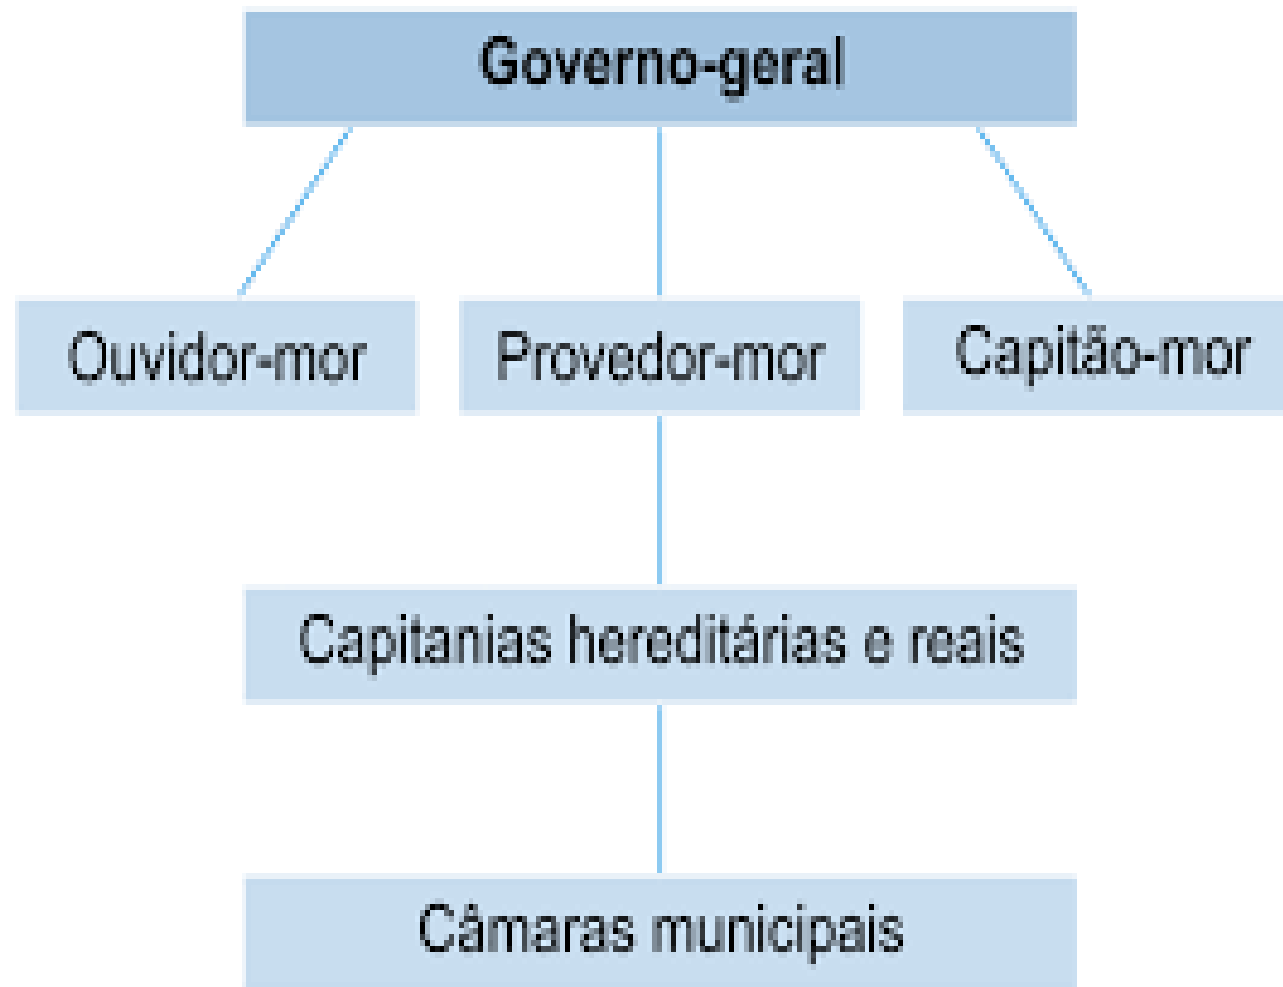 Governo-geral
Ouvidor-mor
Provedor-mor
Capitão-mor
Capitanias hereditárias e reais
Câmaras municipais